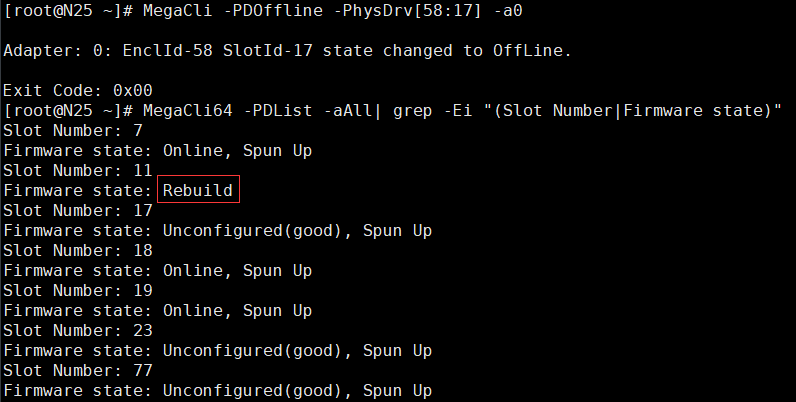 [root@N25 ~]# MegaCli -PDOffline -PhysDrv[58:17] -a0
Adapter: 0: EnclId-58 SlotId-17 state changed to OffLine.
Exit Code: 0x00
[root@N25 ~]# MegaCli64 -PDList -aAll| grep -Ei "(Slot Number|Firmware state)"
Slot Number: 7
Firmware state: Online, Spun Up
Slot Number: 11
Firmware state: Rebuild
Slot Number: 17
Firmware state: Unconfigured(good), Spun Up
Slot Number: 18
Firmware state: Online, Spun Up
Slot Number: 19
Firmware state: Online, Spun Up
Slot Number: 23
Firmware state: Unconfigured(good), Spun Up
Slot Number: 77
Firmware state: Unconfigured(good), Spun Up